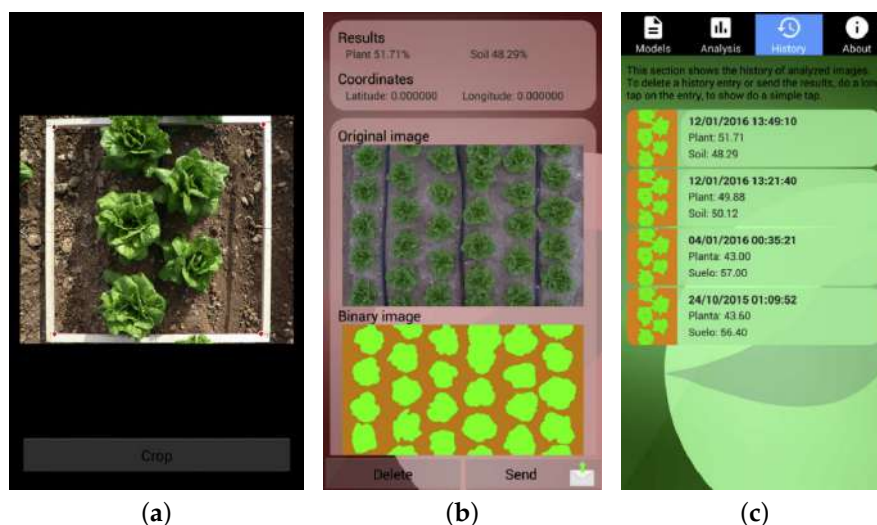 Crop
(a)
Results
Plant 51.71% Soil 48.29%
Coordinates
Latitude: 0.000000 Longitude: 0.000000
Original image
Binary image
Delete Send
(b)
Models Analysis History About
This section shows the history of analyzed images.
To delete a history entry or send the results, do a long
tap on the entry, to show do a simple tap.
12/01/2016 13:49:10
Plant: 51.71
Soil: 48.29
12/01/2016 13:21:40
Plant: 49.88
Soil: 50.12
04/01/2016 00:35:21
Planta: 43.00
Suelo: 57.00
24/10/2015 01:09:52
Planta: 43.60
Suelo: 56.40
(c)